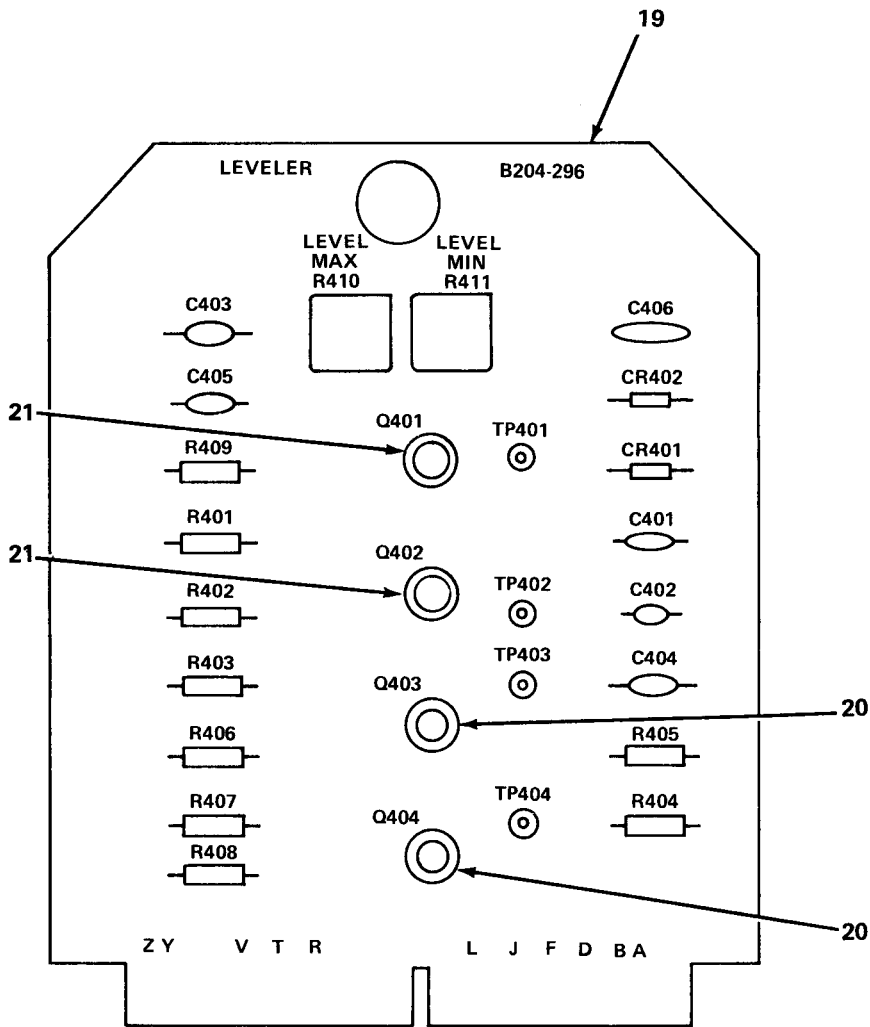 19
LEVELER B204-296
LEVEL MAX R410
LEVEL MIN R411
C403
C406
C405
CR402
21
Q401
TP401
R409
CR401
R401
C401
21
Q402
R402
TP402
C402
R403
TP403
C404
Q403
20
R406
R405
R407
Q404
TP404
R404
R408
20
Z Y V T R L J F D B A